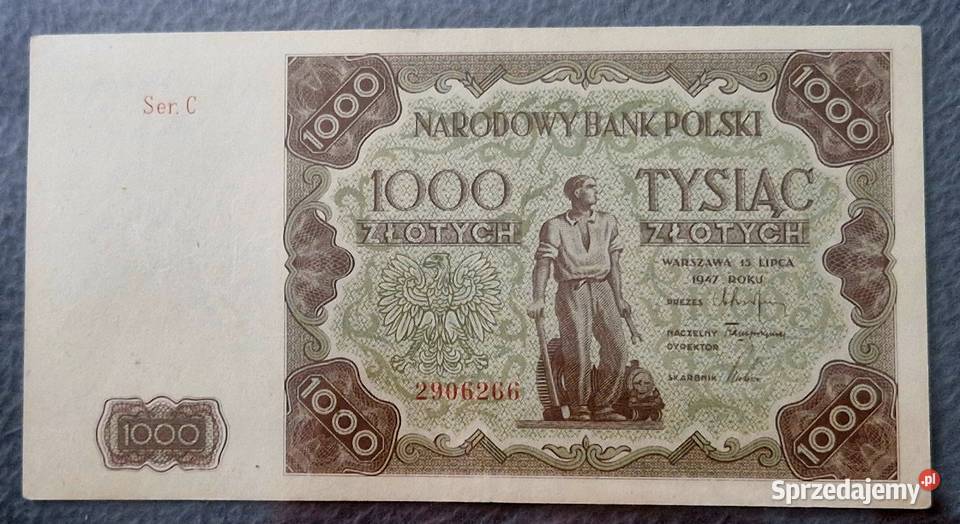 Ser. C
1000
1000
NARODOWY BANK POLSKI
1000 TYSIĄC
ZŁOTYCH ZŁOTYCH
WARSZAWA 15 LIPCA
1947 ROKU
PREZES
NACZELNY
DYREKTOR
SKARBNIK
2906266
1000
1000
1000
Sprzedajemy.pl